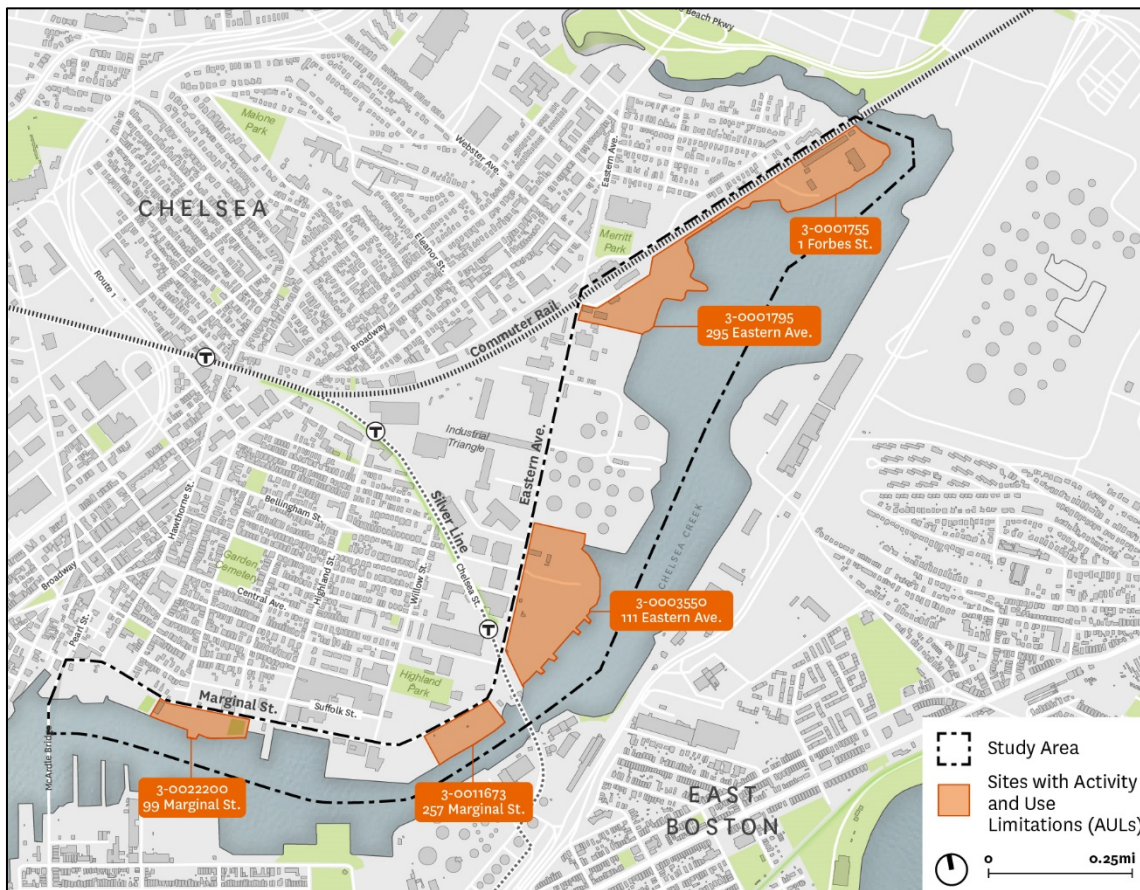 Beach Pkwy
Malone
Park
Webster Ave.
Eastern Ave.
CHELSEA
Eleanor St.
Merritt
Park
3-0001755
1 Forbes St.
Route 1
Broadway
Commuter Rail
3-0001795
295 Eastern Ave.
T
T
Industrial
Triangle
Eastern Ave.
Hawthorne St.
Bellingham St.
Silver Line
Garden
Cemetery
Highland St.
Willow St.
Central Ave.
Chelsea St.
CHELSEA CREEK
Broadway
Pearl St.
3-0003550
111 Eastern Ave.
T
Highland
Park
Marginal St.
Suffolk St.
McArdle Bridge
3-0022200
99 Marginal St.
3-0011673
257 Marginal St.
EAST
BOSTON
Study Area
Sites with Activity
and Use
Limitations (AULs)
0 0.25mi